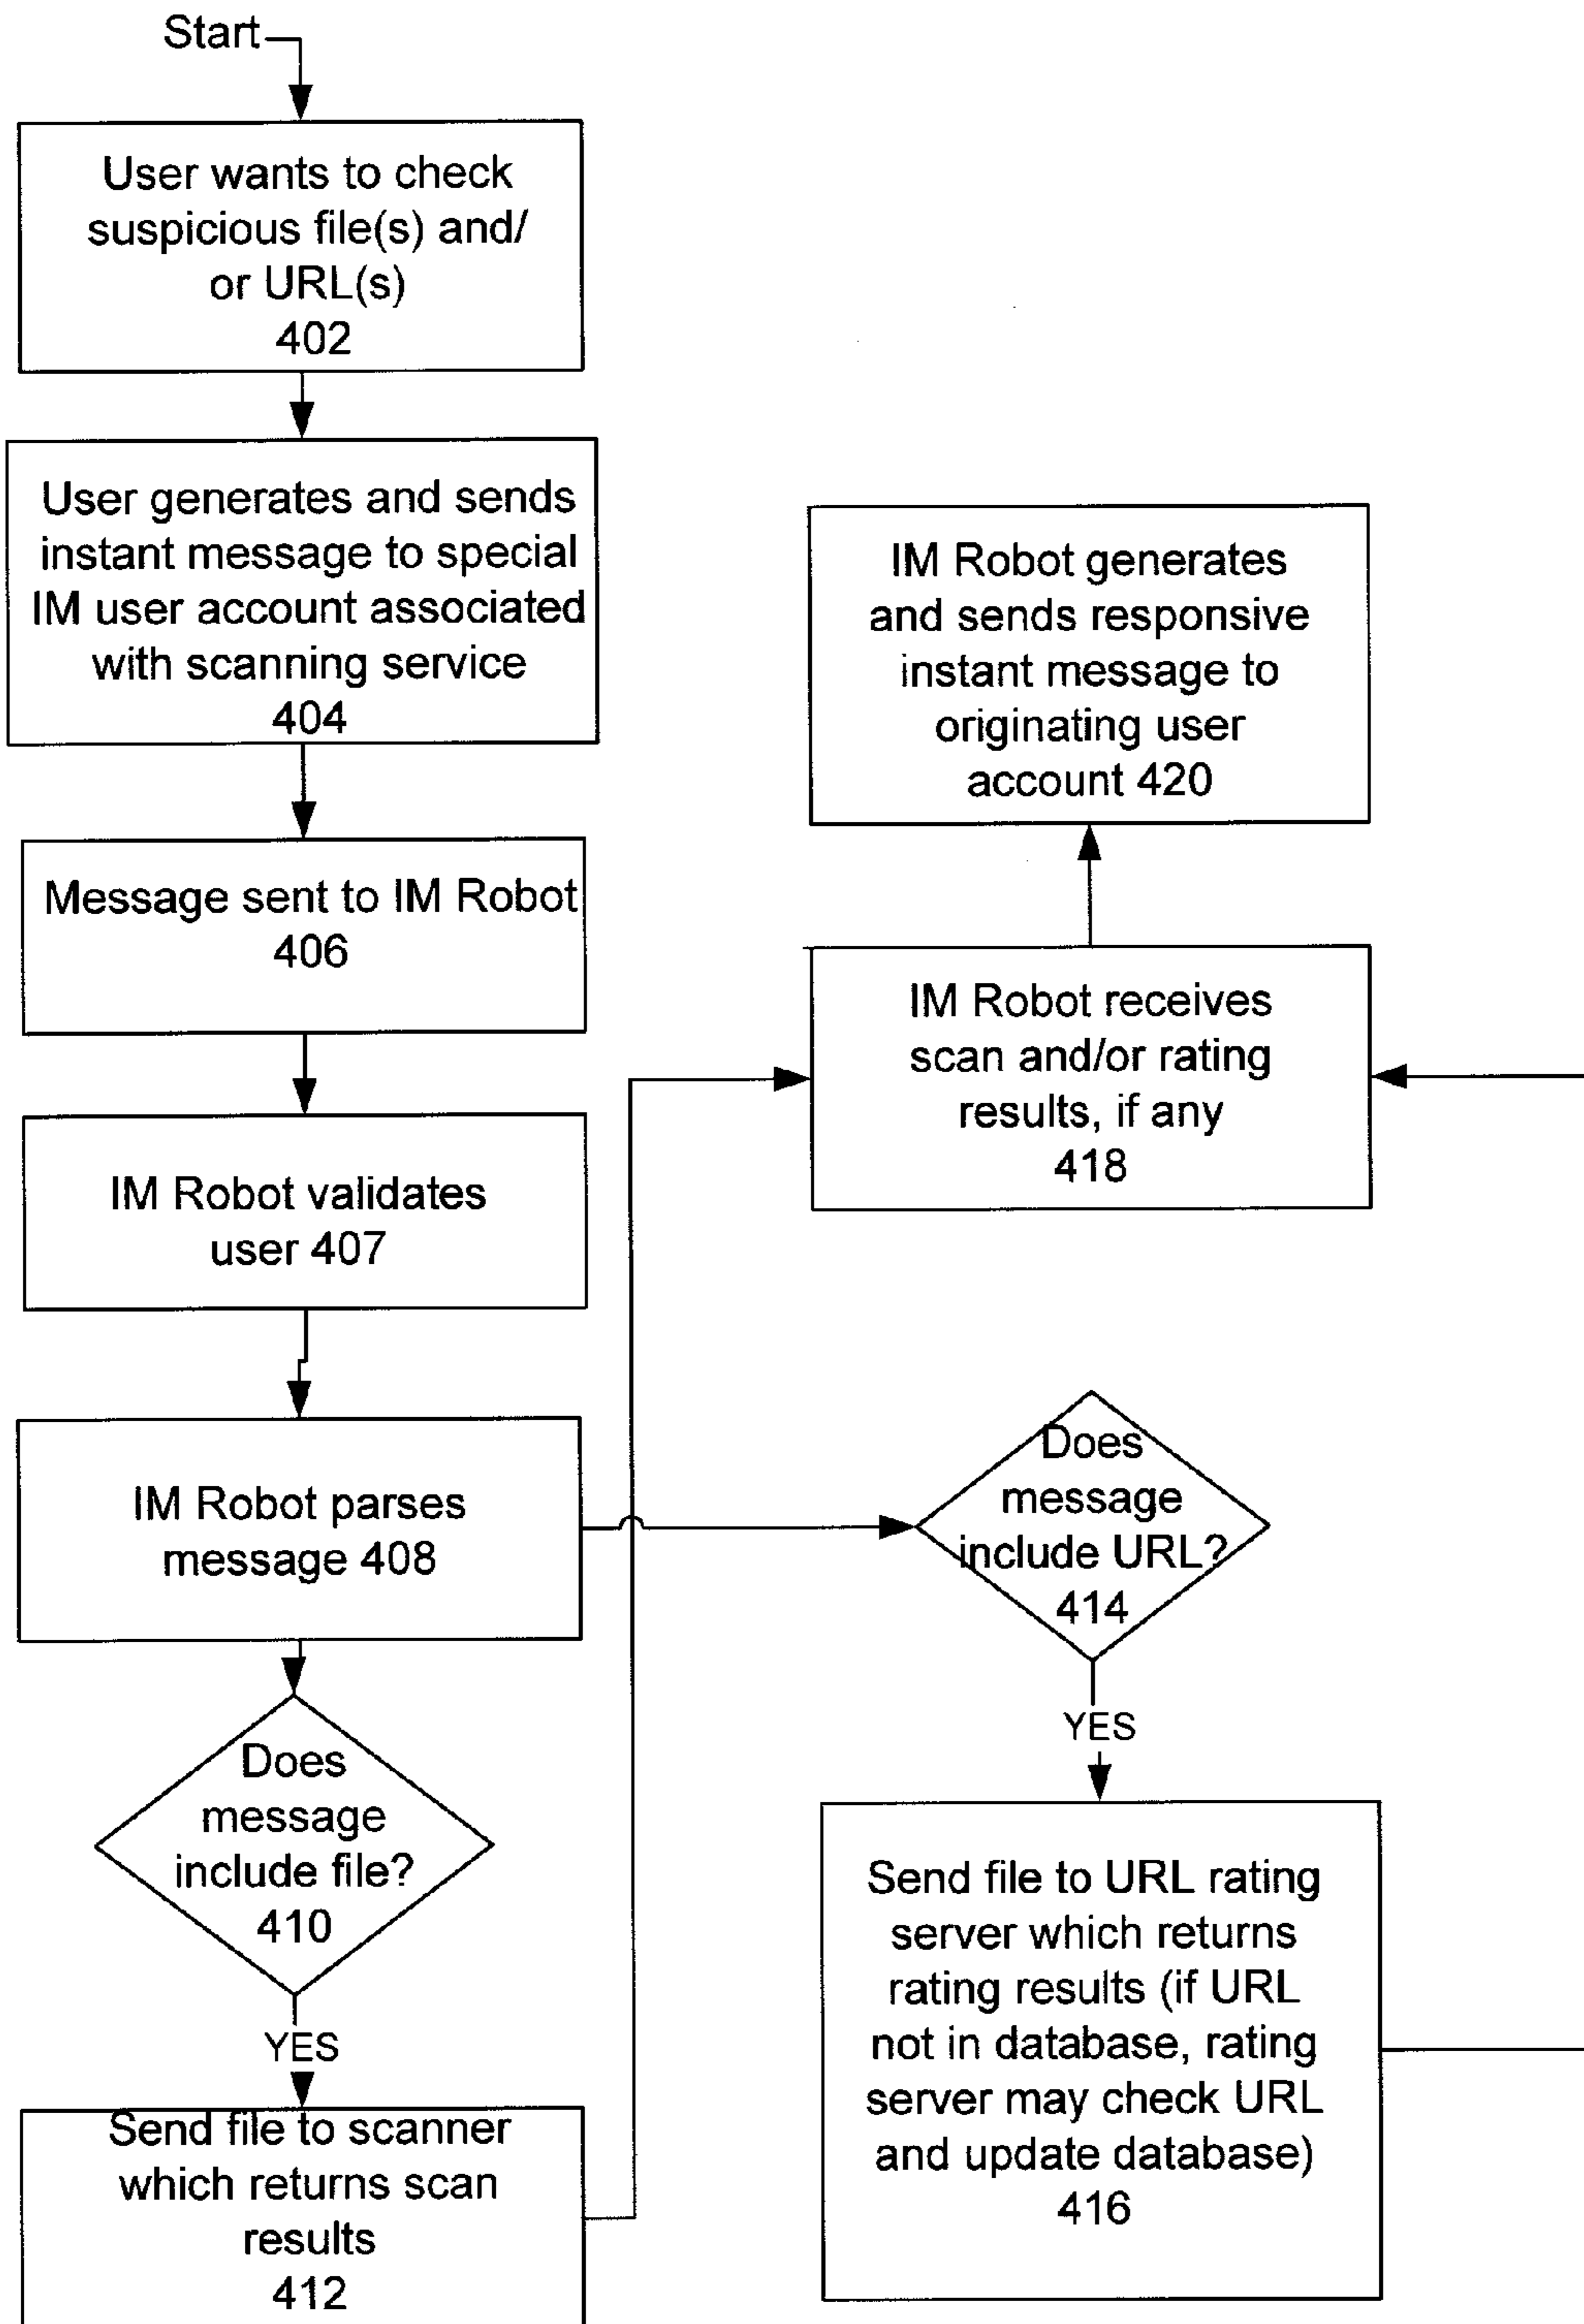 Start
User wants to check
suspicious file(s) and/
or URL(s)
402
User generates and sends
instant message to special
IM user account associated
with scanning service
404
Message sent to IM Robot
406
IM Robot validates
user 407
IM Robot parses
message 408
Does
message
include file?
410
YES
Send file to scanner
which returns scan
results
412
IM Robot generates
and sends responsive
instant message to
originating user
account 420
IM Robot receives
scan and/or rating
results, if any
418
Does
message
include URL?
414
YES
Send file to URL rating
server which returns
rating results (if URL
not in database, rating
server may check URL
and update database)
416